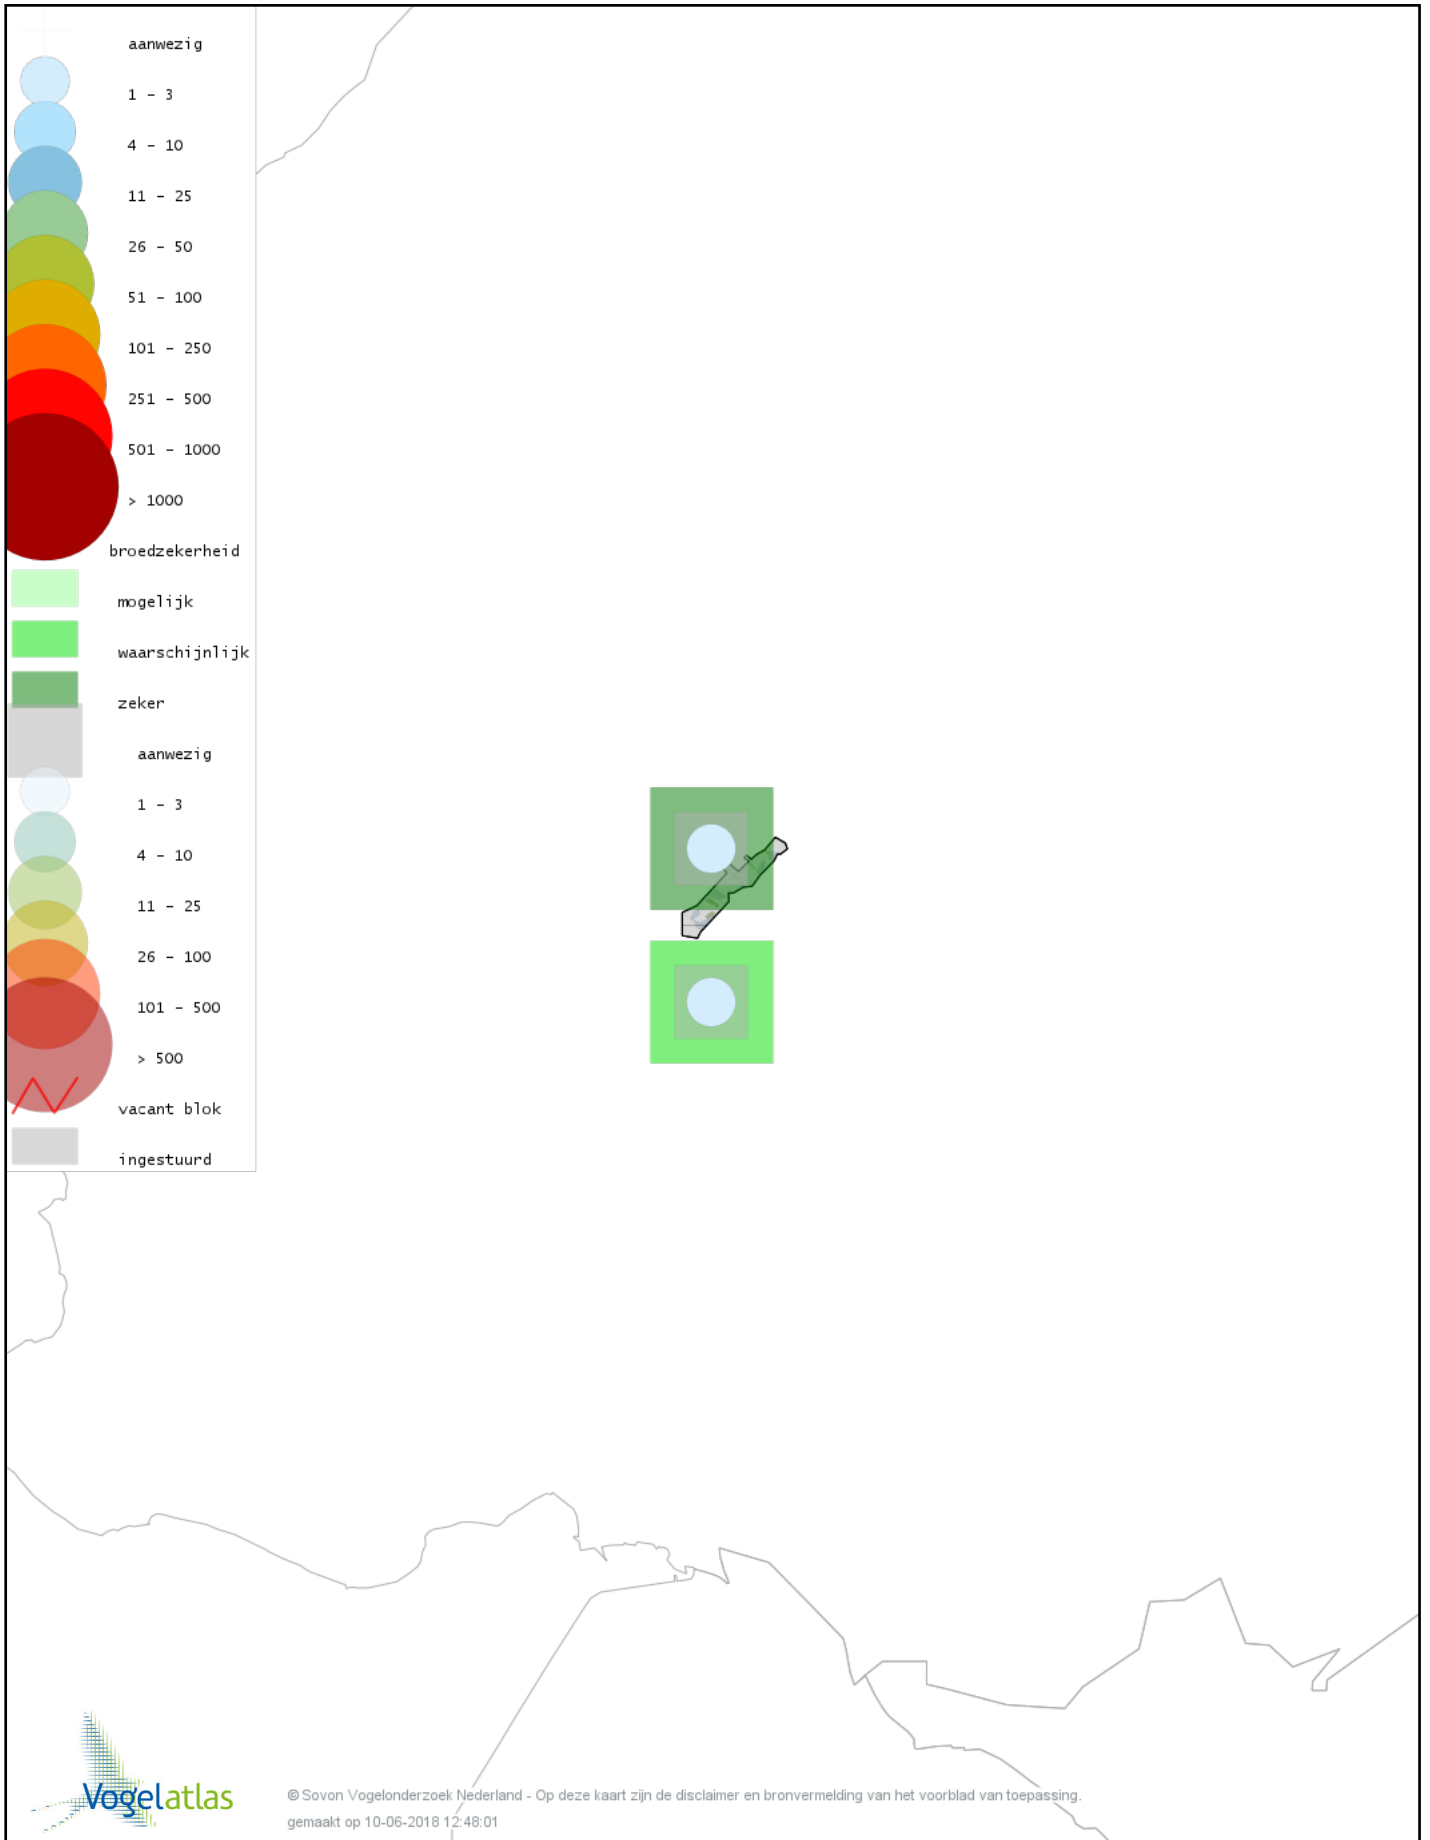 aanwezig
1 - 3
4 - 10
11 - 25
26 - 50
51 - 100
101 - 250
251 - 500
501 - 1000
> 1000
broedzekerheid
mogelijk
waarschijnlijk
zeker
aanwezig
1 - 3
4 - 10
11 - 25
26 - 100
101 - 500
> 500
vacant blok
ingestuurd
Vogelatlas
© Sovon Vogelonderzoek Nederland - Op deze kaart zijn de disclaimer en bronvermelding van het voorblad van toepassing.
gemaakt op 10-06-2018 12:48:01